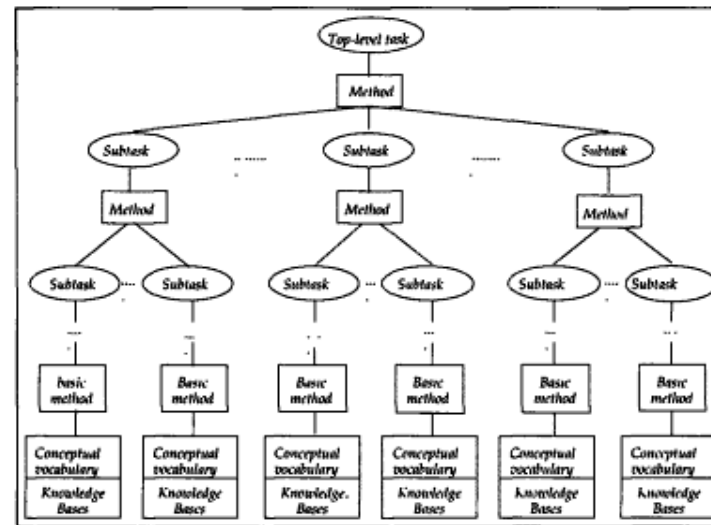 Top-level task
Method
Subtask Subtask Subtask
Method Method Method
Subtask Subtask Subtask Subtask Subtask Subtask
basic Basic Basic Basic Basic Basic
method method method method method method
Conceptual Conceptual Conceptual Conceptual Conceptual Conceptual
vocabulary vocabulary vocabulary vocabulary vocabulary vocabulary
Knowledge Knowledge Knowledge. Knowledge Knowledge Knowledge
Bases Bases Bases Bases Bases Bases